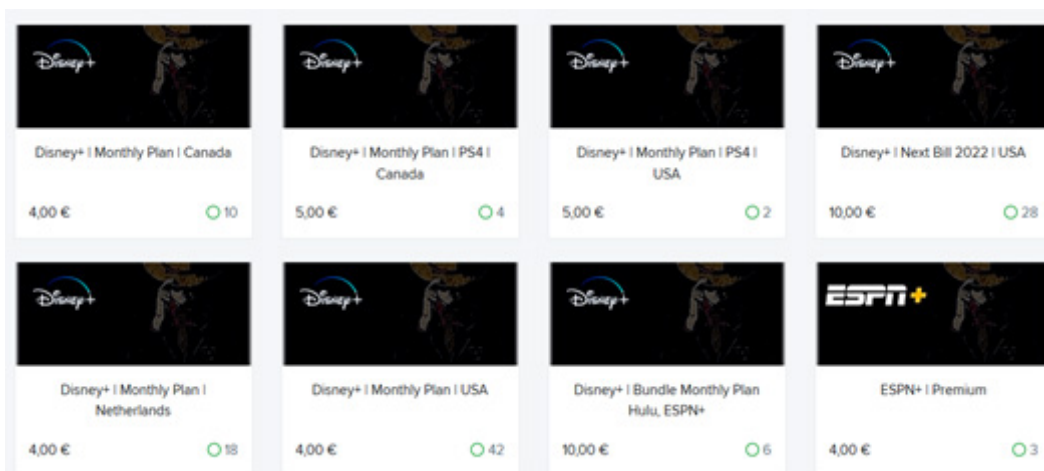 Disney+
Disney+
Disney+
Disney+
Disney+ | Monthly Plan | Canada
Disney+ | Monthly Plan | PS4 |
Canada
Disney+ | Monthly Plan | PS4 |
USA
Disney+ | Next Bill 2022 | USA
4,00 €
10
5,00 €
4
5,00 €
2
10,00 €
28
Disney+
Disney+
Disney+
ESPN+
Disney+ | Monthly Plan |
Netherlands
Disney+ | Monthly Plan | USA
Disney+ | Bundle Monthly Plan
Hulu, ESPN+
ESPN+ | Premium
4,00 €
18
4,00 €
42
10,00 €
6
4,00 €
3